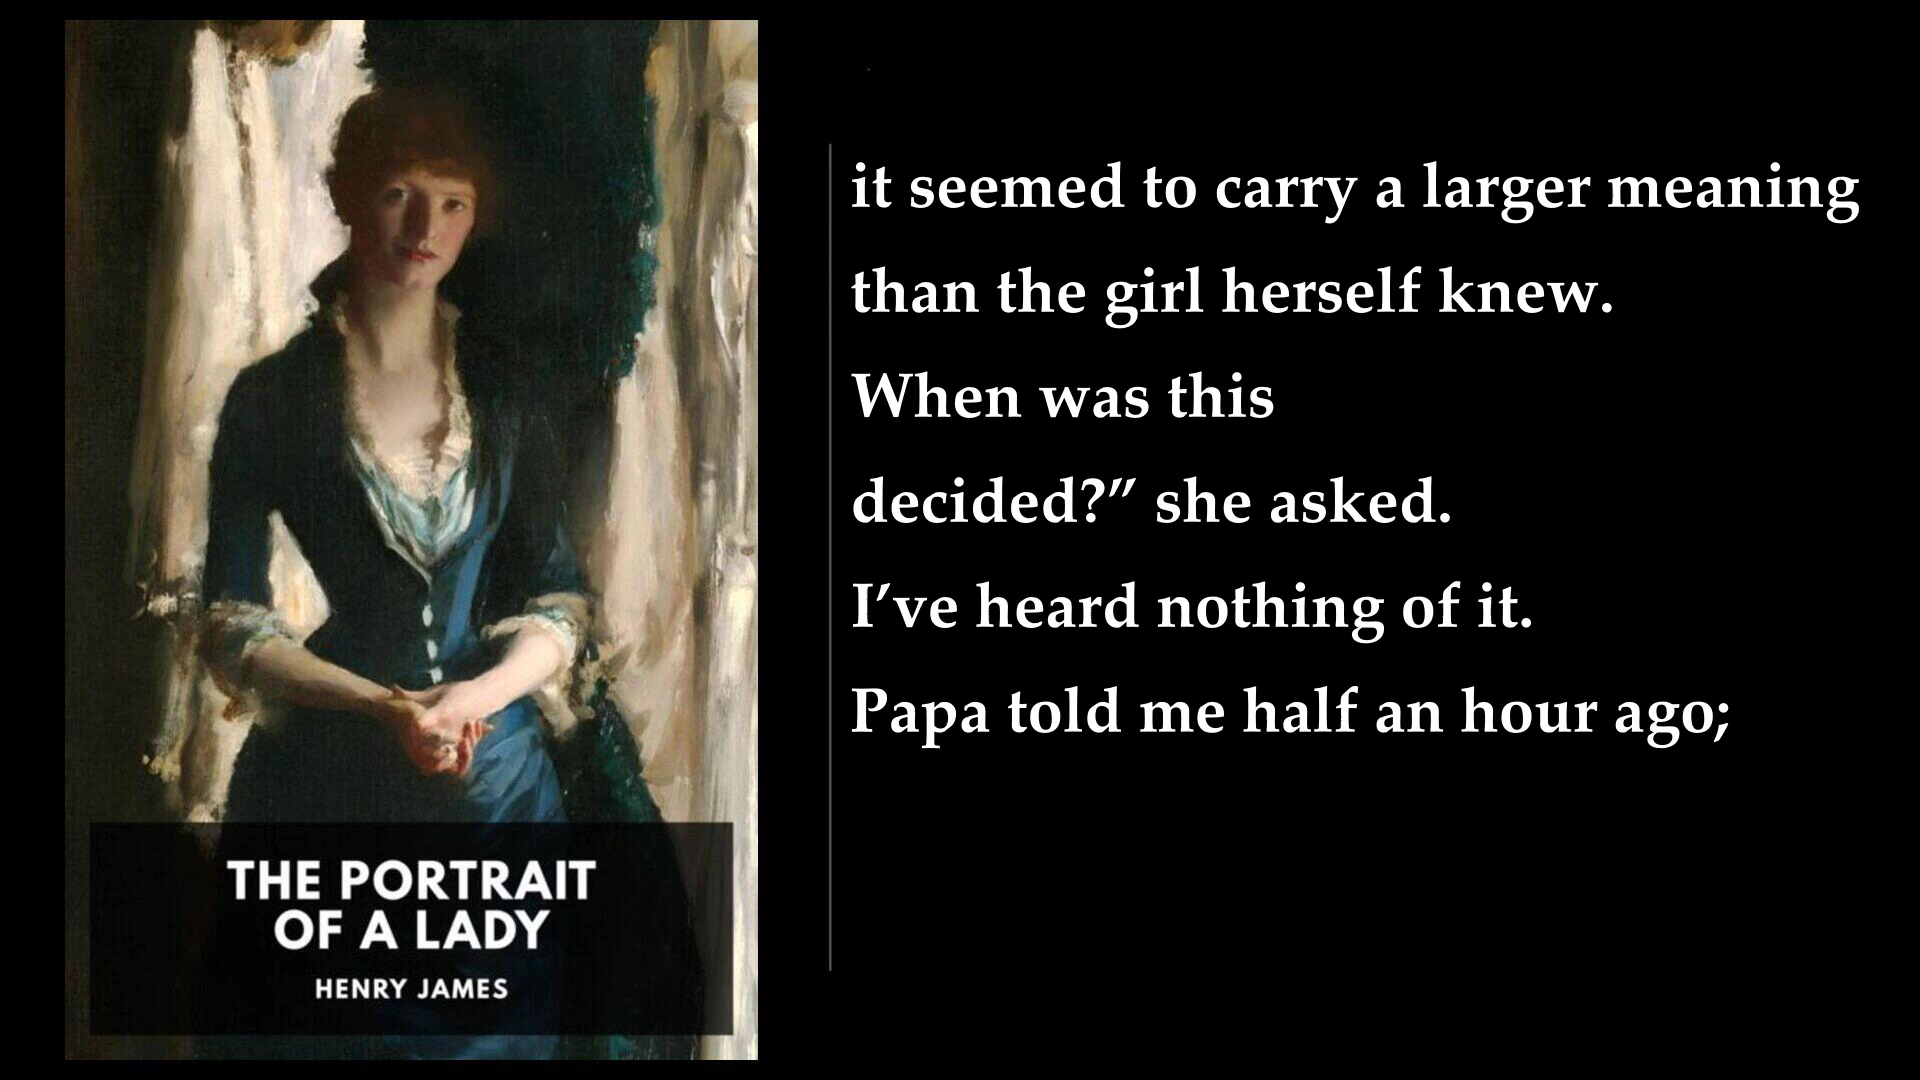 THE PORTRAIT
OF A LADY
HENRY JAMES
it seemed to carry a larger meaning
than the girl herself knew.
When was this
decided?” she asked.
I’ve heard nothing of it.
Papa told me half an hour ago;